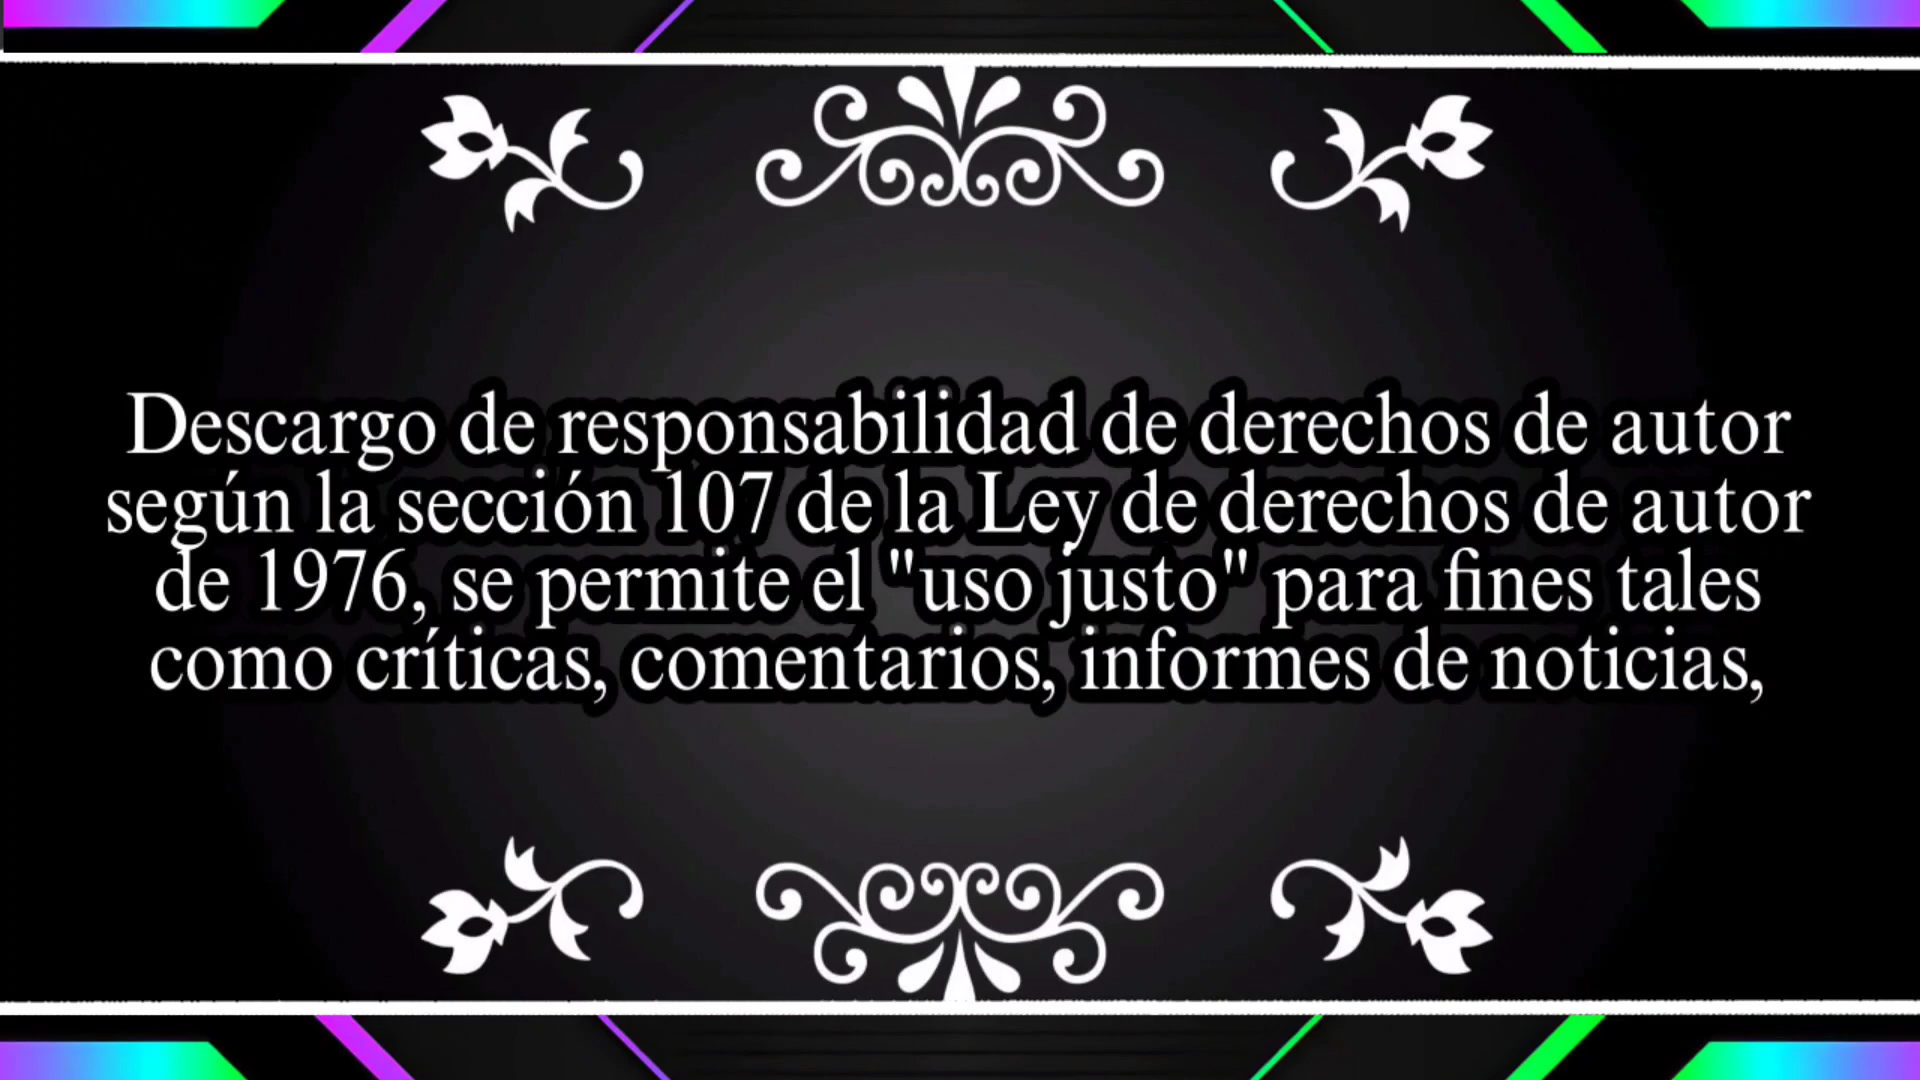 Descargo de responsabilidad de derechos de autor
según la sección 107 de la Ley de derechos de autor
de 1976, se permite el "uso justo" para fines tales
como críticas, comentarios, informes de noticias,